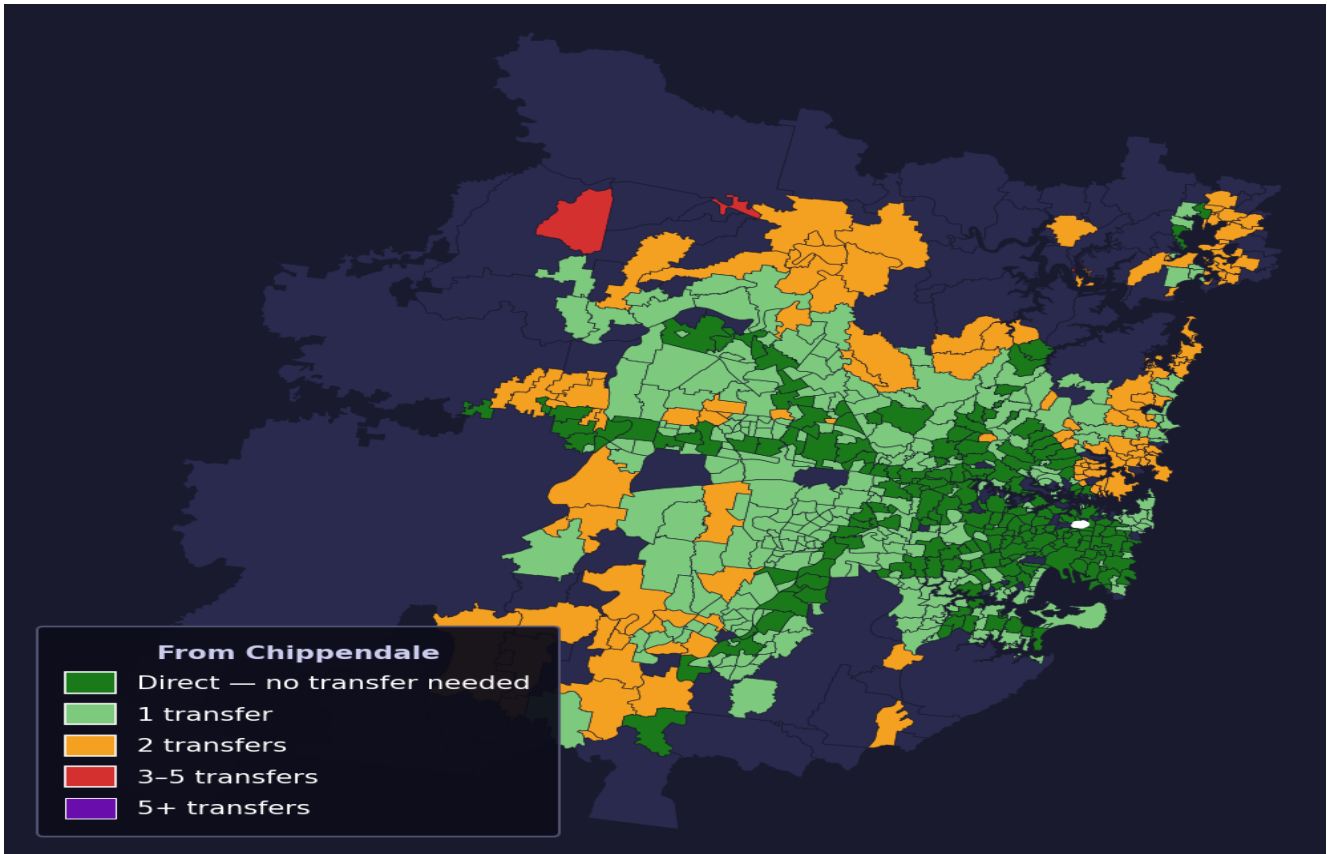 From Chippendale
Direct — no transfer needed
1 transfer
2 transfers
3–5 transfers
5+ transfers